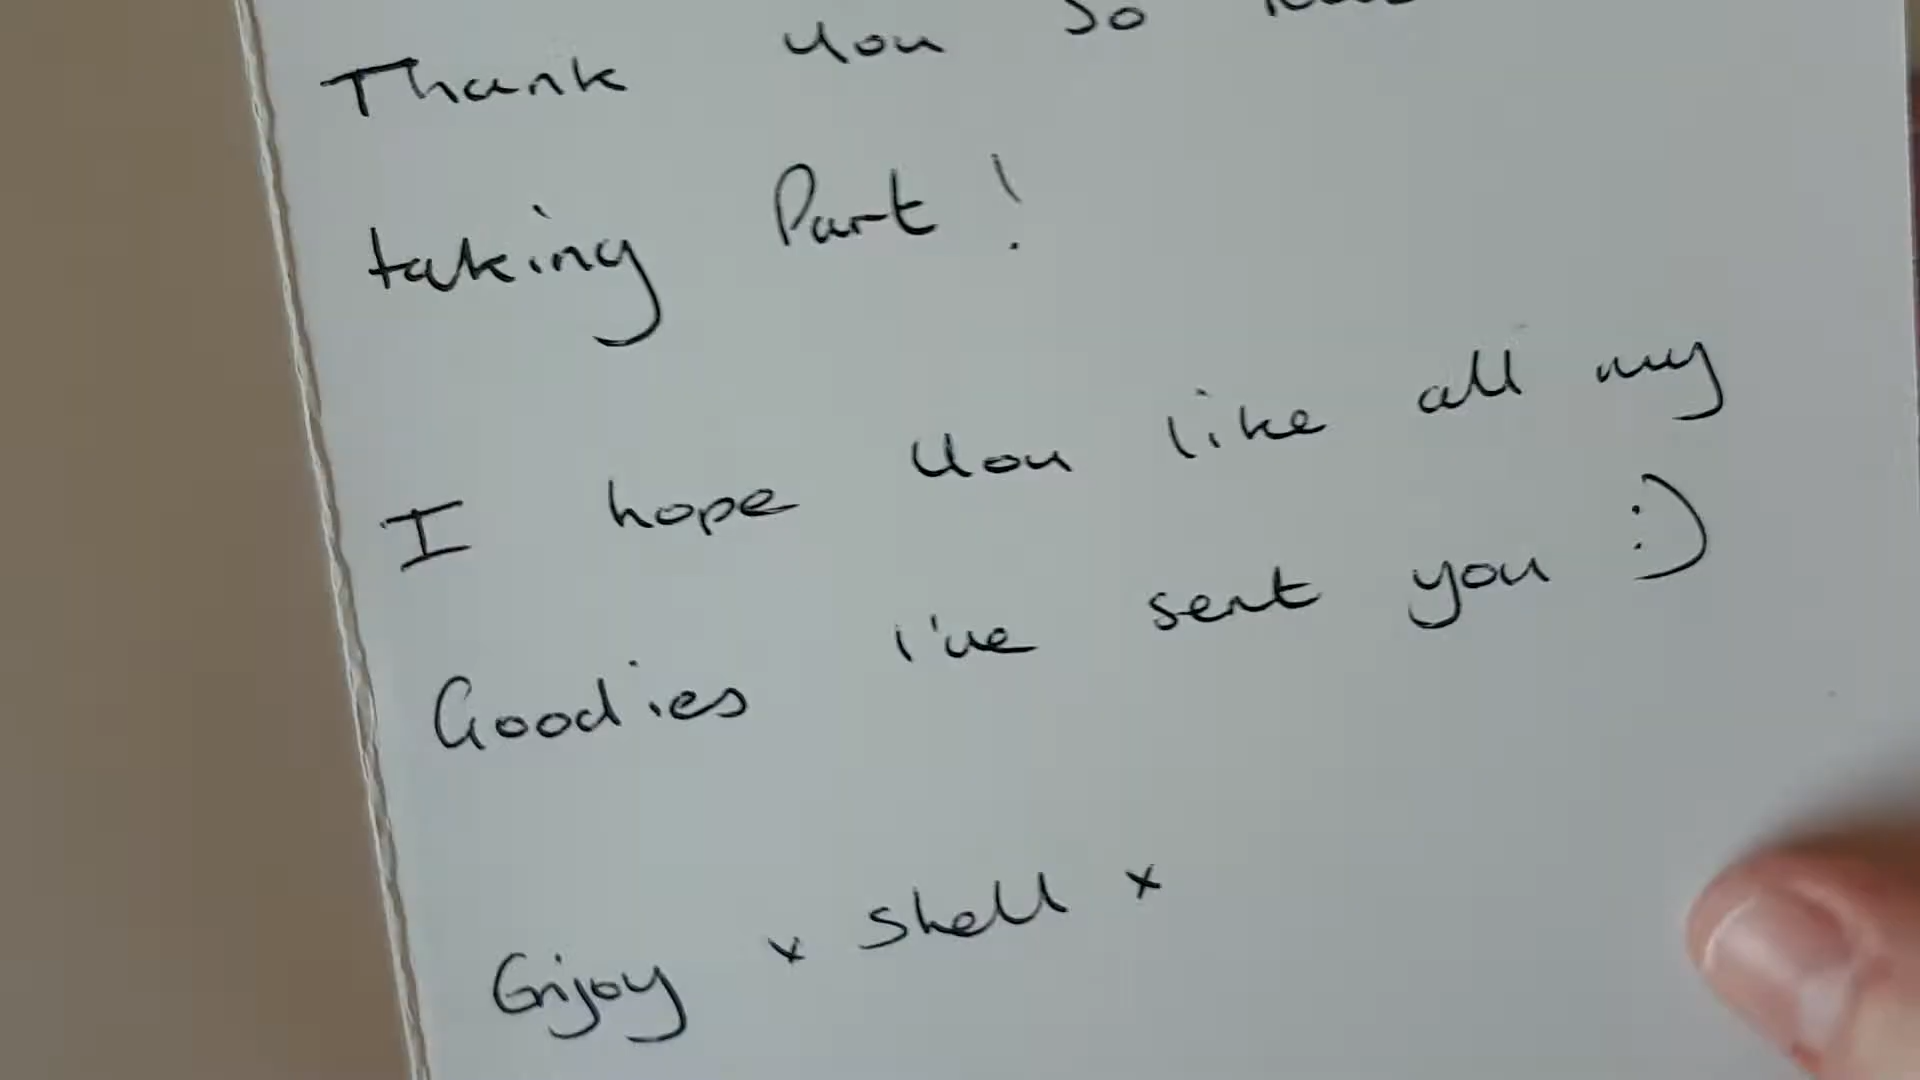 Thank you so
taking Part!
I hope you like all my
Goodies i've sent you :)
Enjoy x Shell x